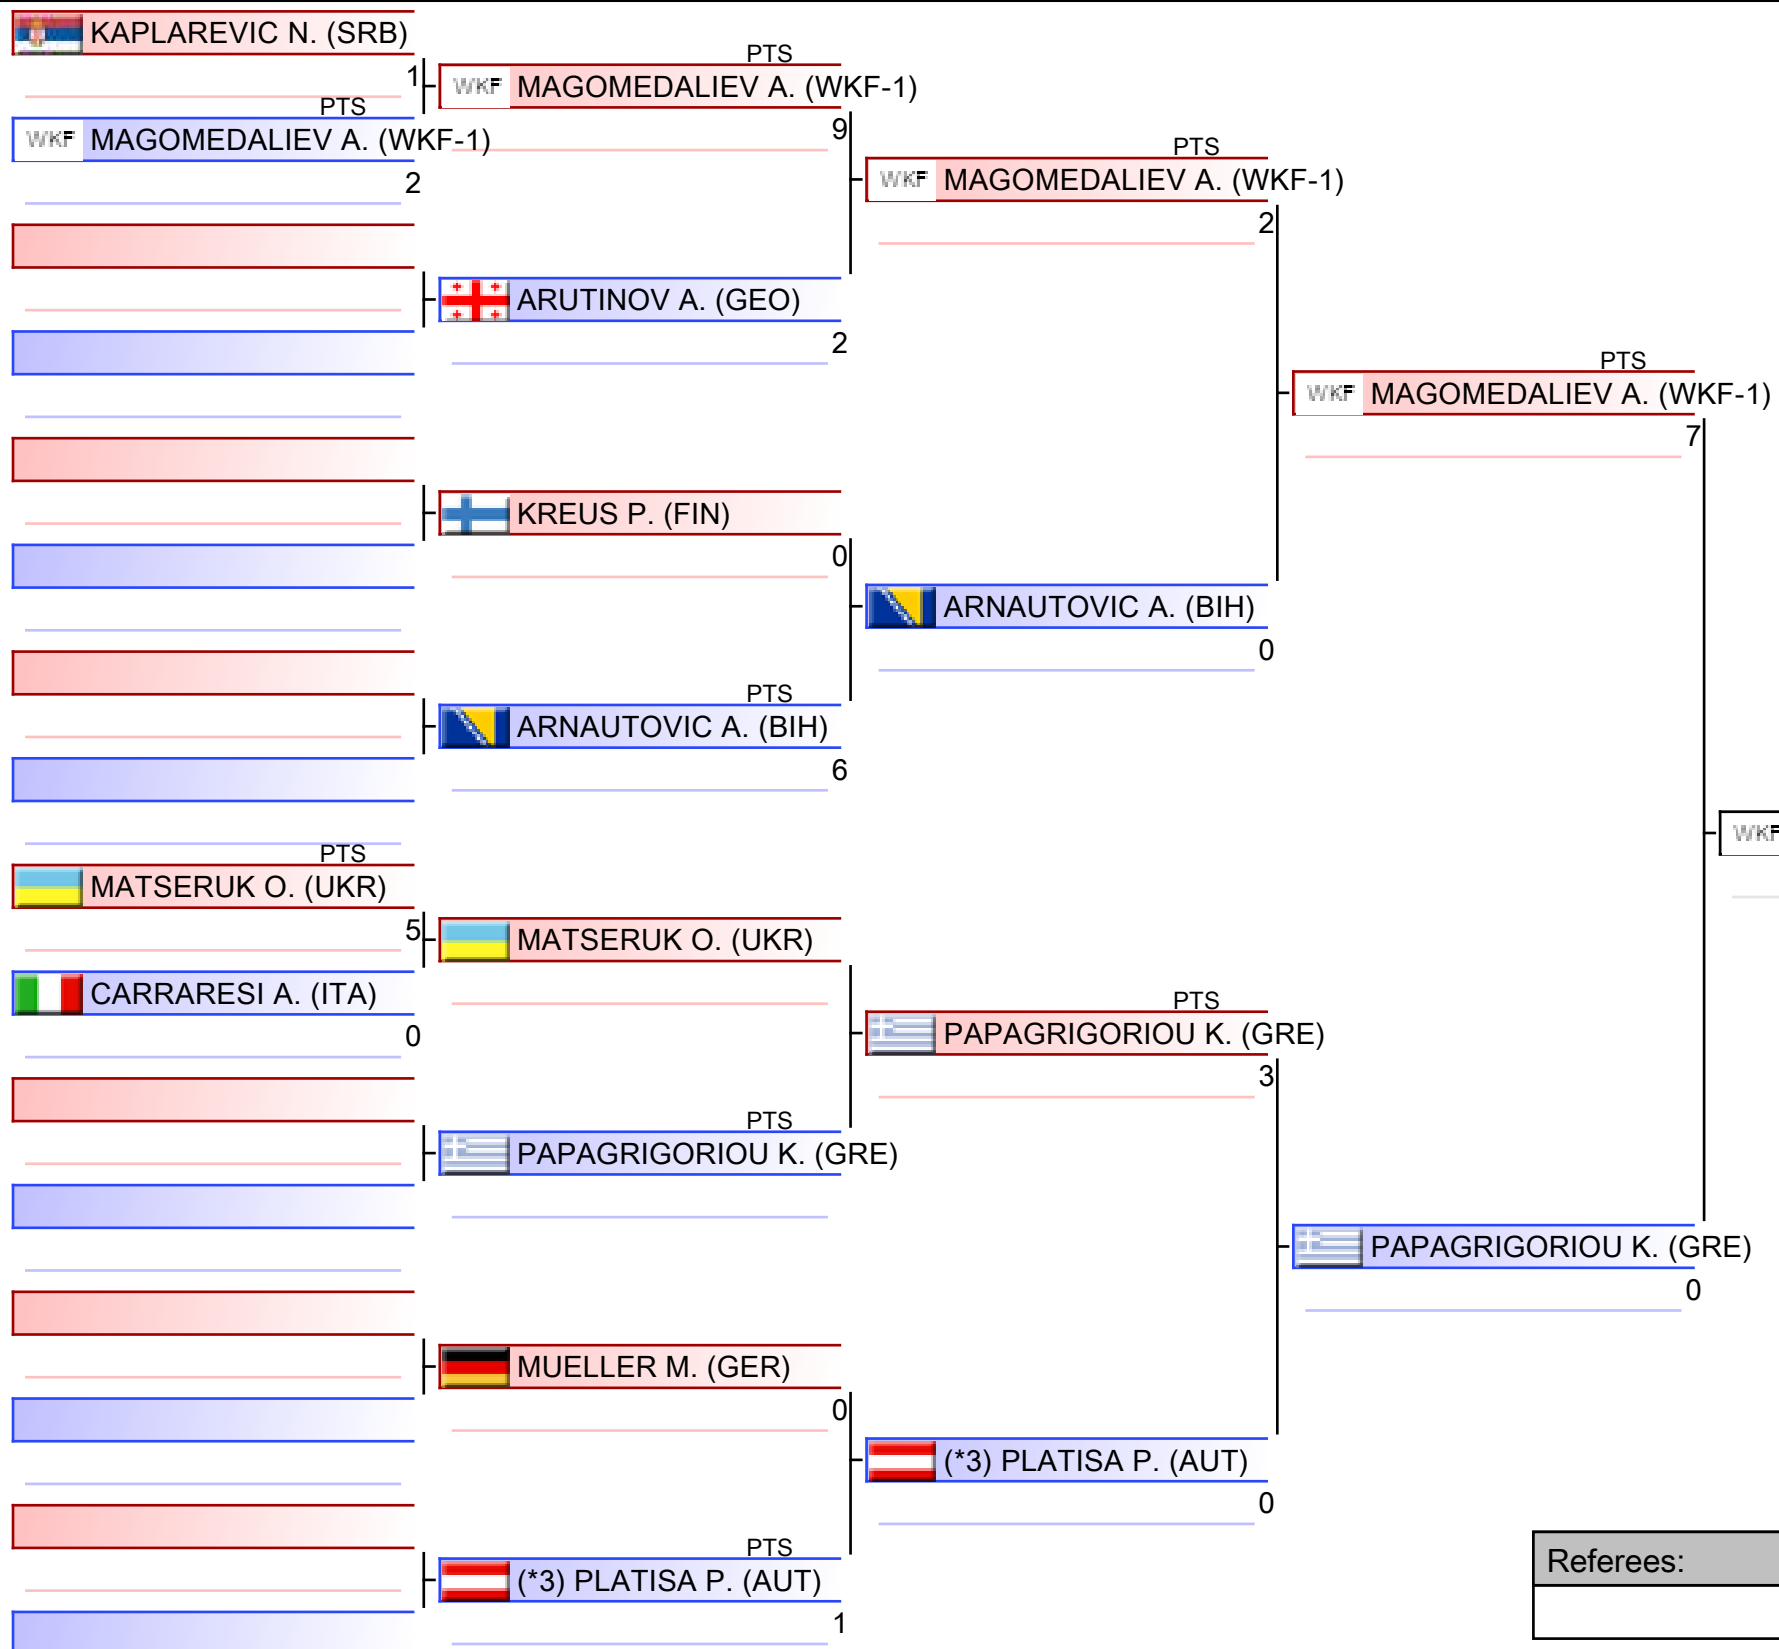 KAPLAREVIC N. (SRB)
1
PTS
WKF MAGOMEDALIEV A. (WKF-1)
2
MATSERUK O. (UKR)
PTS
5
CARRARESI A. (ITA)
0
PTS
WKF MAGOMEDALIEV A. (WKF-1)
9
ARUTINOV A. (GEO)
2
KREUS P. (FIN)
0
PTS
ARNAUTOVIC A. (BIH)
6
MATSERUK O. (UKR)
PTS
PAPAGRIGORIOU K. (GRE)
MUELLER M. (GER)
0
PTS
(*3) PLATISA P. (AUT)
1
PTS
WKF MAGOMEDALIEV A. (WKF-1)
2
ARNAUTOVIC A. (BIH)
0
PTS
PAPAGRIGORIOU K. (GRE)
3
(*3) PLATISA P. (AUT)
0
PTS
WKF MAGOMEDALIEV A. (WKF-1)
7
PAPAGRIGORIOU K. (GRE)
0
WKF
Referees: